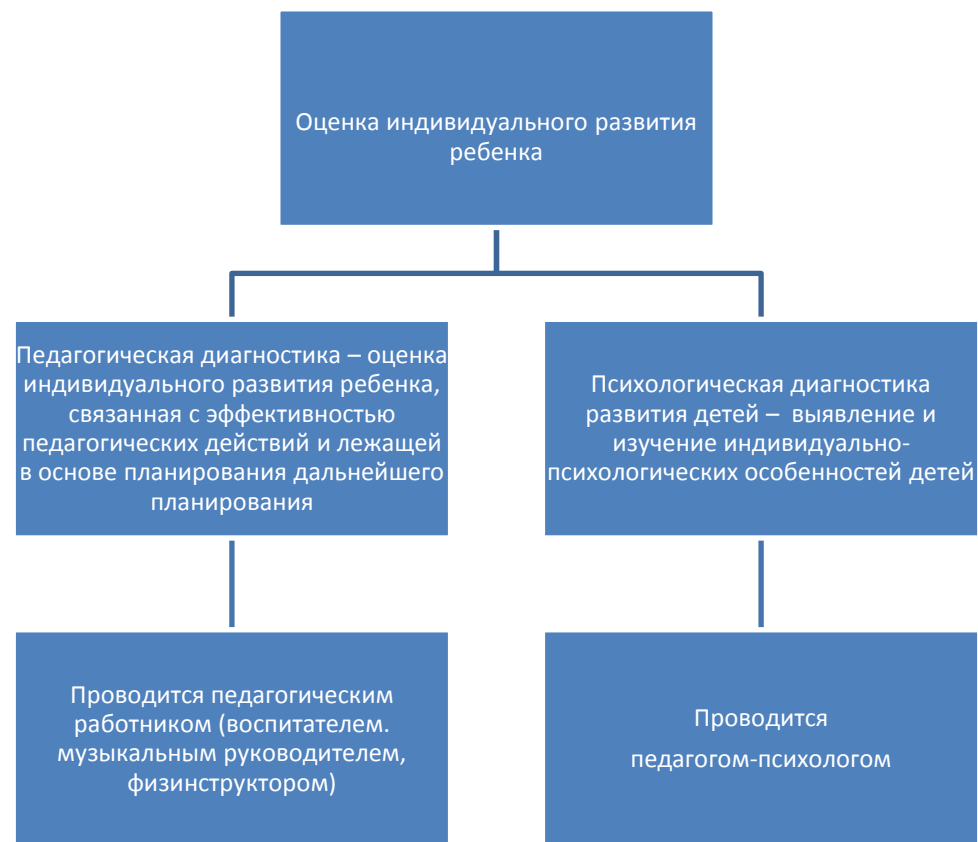 Оценка индивидуального развития
ребенка
Педагогическая диагностика – оценка
индивидуального развития ребенка,
связанная с эффективностью
педагогических действий и лежащей
в основе планирования дальнейшего
планирования
Психологическая диагностика
развития детей – выявление и
изучение индивидуально-
психологических особенностей детей
Проводится педагогическим
работником (воспитателем.
музыкальным руководителем,
физинструктором)
Проводится
педагогом-психологом